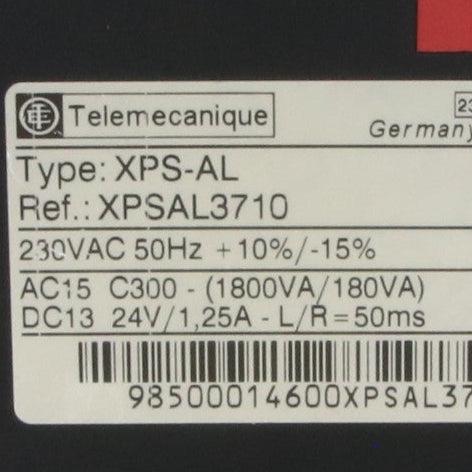 Telemecanique
23
Germany
Type: XPS-AL
Ref.: XPSAL3710
230VAC 50Hz +10%/-15%
AC15 C300 - (1800VA/180VA)
DC13 24V/1,25A - L/R=50ms
98500014600XPSAL37